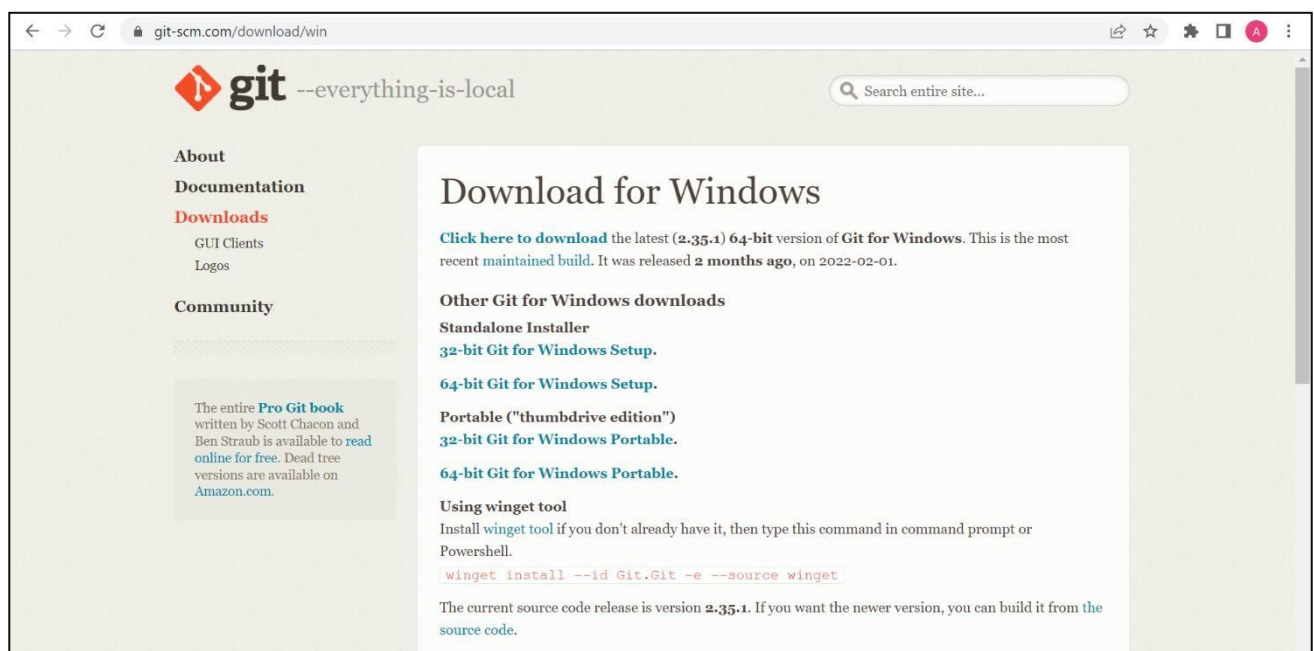 git-scm.com/download/win
A
git --everything-is-local
Search entire site...
About
Documentation
Downloads
GUI Clients
Logos
Community
The entire Pro Git book
written by Scott Chacon and
Ben Straub is available to read
online for free. Dead tree
versions are available on
Amazon.com.
Download for Windows
Click here to download the latest (2.35.1) 64-bit version of Git for Windows. This is the most
recent maintained build. It was released 2 months ago, on 2022-02-01.
Other Git for Windows downloads
Standalone Installer
32-bit Git for Windows Setup.
64-bit Git for Windows Setup.
Portable ("thumbdrive edition")
32-bit Git for Windows Portable.
64-bit Git for Windows Portable.
Using winget tool
Install winget tool if you don't already have it, then type this command in command prompt or
Powershell.
winget install --id Git.Git -e --source winget
The current source code release is version 2.35.1. If you want the newer version, you can build it from the
source code.